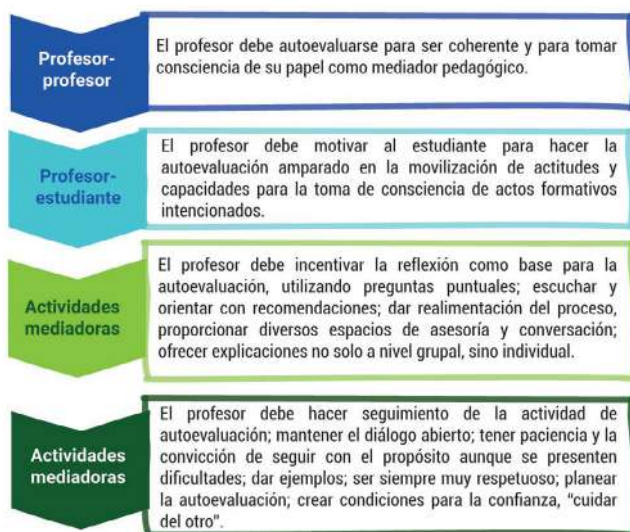 Profesor-
profesor
El profesor debe autoevaluarse para ser coherente y para tomar
consciencia de su papel como mediador pedagógico.
Profesor-
estudiante
El profesor debe motivar al estudiante para hacer la
autoevaluación amparado en la movilización de actitudes y
capacidades para la toma de consciencia de actos formativos
intencionados.
Actividades
mediadoras
El profesor debe incentivar la reflexión como base para la
autoevaluación, utilizando preguntas puntuales; escuchar y
orientar con recomendaciones; dar realimentación del proceso,
proporcionar diversos espacios de asesoría y conversación;
ofrecer explicaciones no solo a nivel grupal, sino individual.
Actividades
mediadoras
El profesor debe hacer seguimiento de la actividad de
autoevaluación; mantener el diálogo abierto; tener paciencia y la
convicción de seguir con el propósito aunque se presenten
dificultades; dar ejemplos; ser siempre muy respetuoso; planear
la autoevaluación; crear condiciones para la confianza, “cuidar
del otro”.